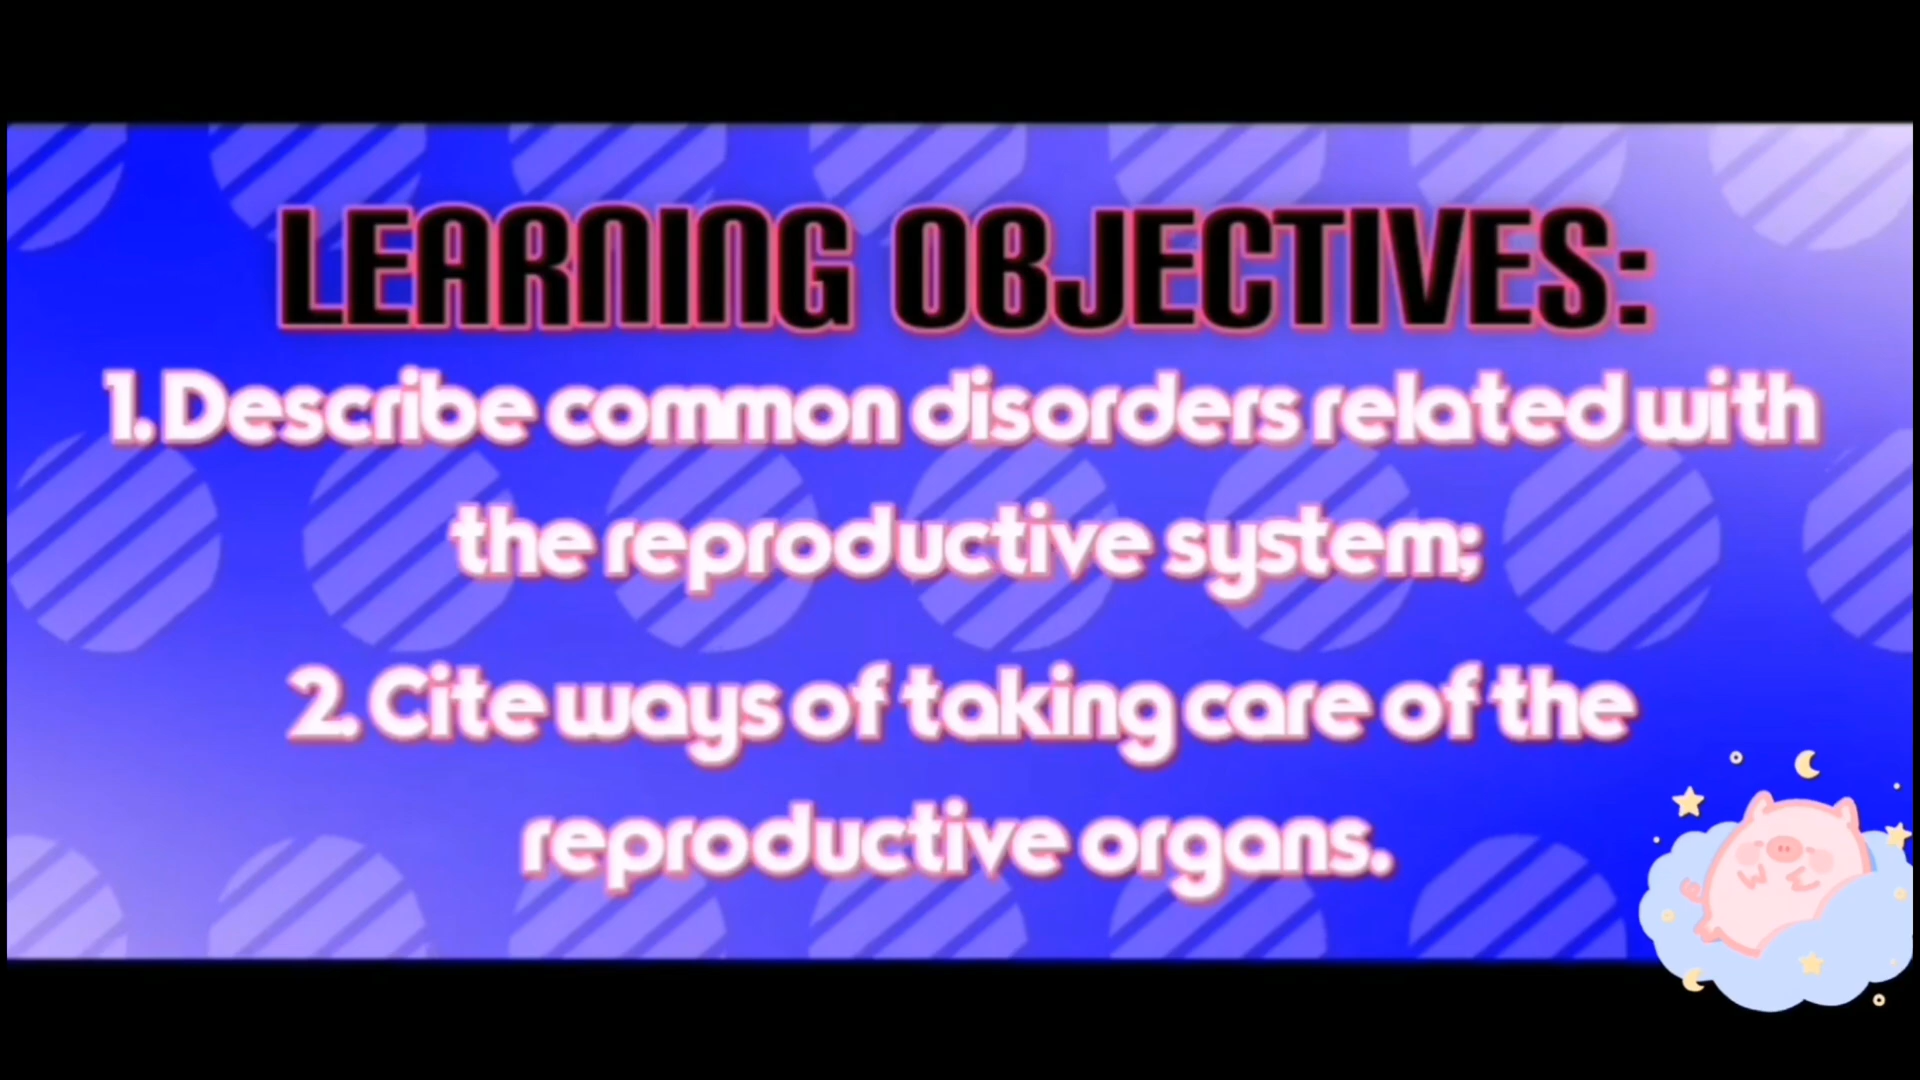 LEARNING OBJECTIVES:
1. Describe common disorders related with
the reproductive system;
2. Cite ways of taking care of the
reproductive organs.